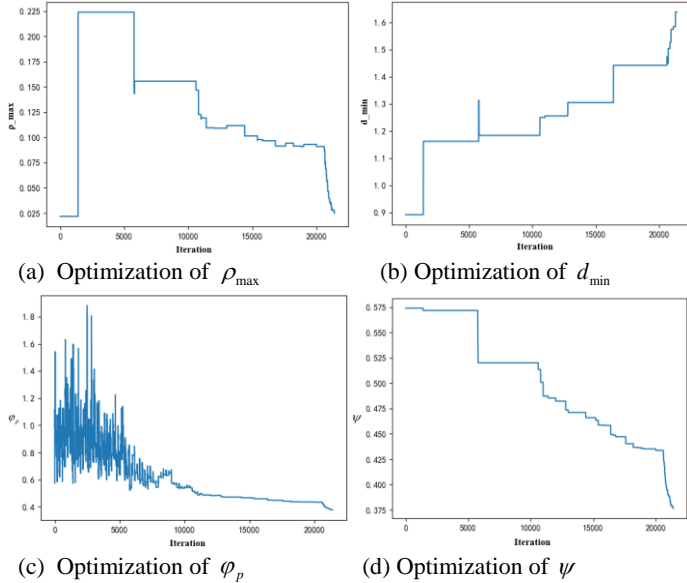 0.225
0.200
0.175
0.150
0.125
0.100
0.075
0.050
0.025
ρ_max
0 5000 10000 15000 20000
Iteration
1.6
1.5
1.4
1.3
1.2
1.1
1.0
0.9
d_min
0 5000 10000 15000 20000
Iteration
(a) Optimization of ρmax
(b) Optimization of dmin
1.8
1.6
1.4
1.2
1.0
0.8
0.6
0.4
φp
0 5000 10000 15000 20000
Iteration
0.575
0.550
0.525
0.500
0.475
0.450
0.425
0.400
0.375
ψ
0 5000 10000 15000 20000
Iteration
(c) Optimization of φp
(d) Optimization of ψ